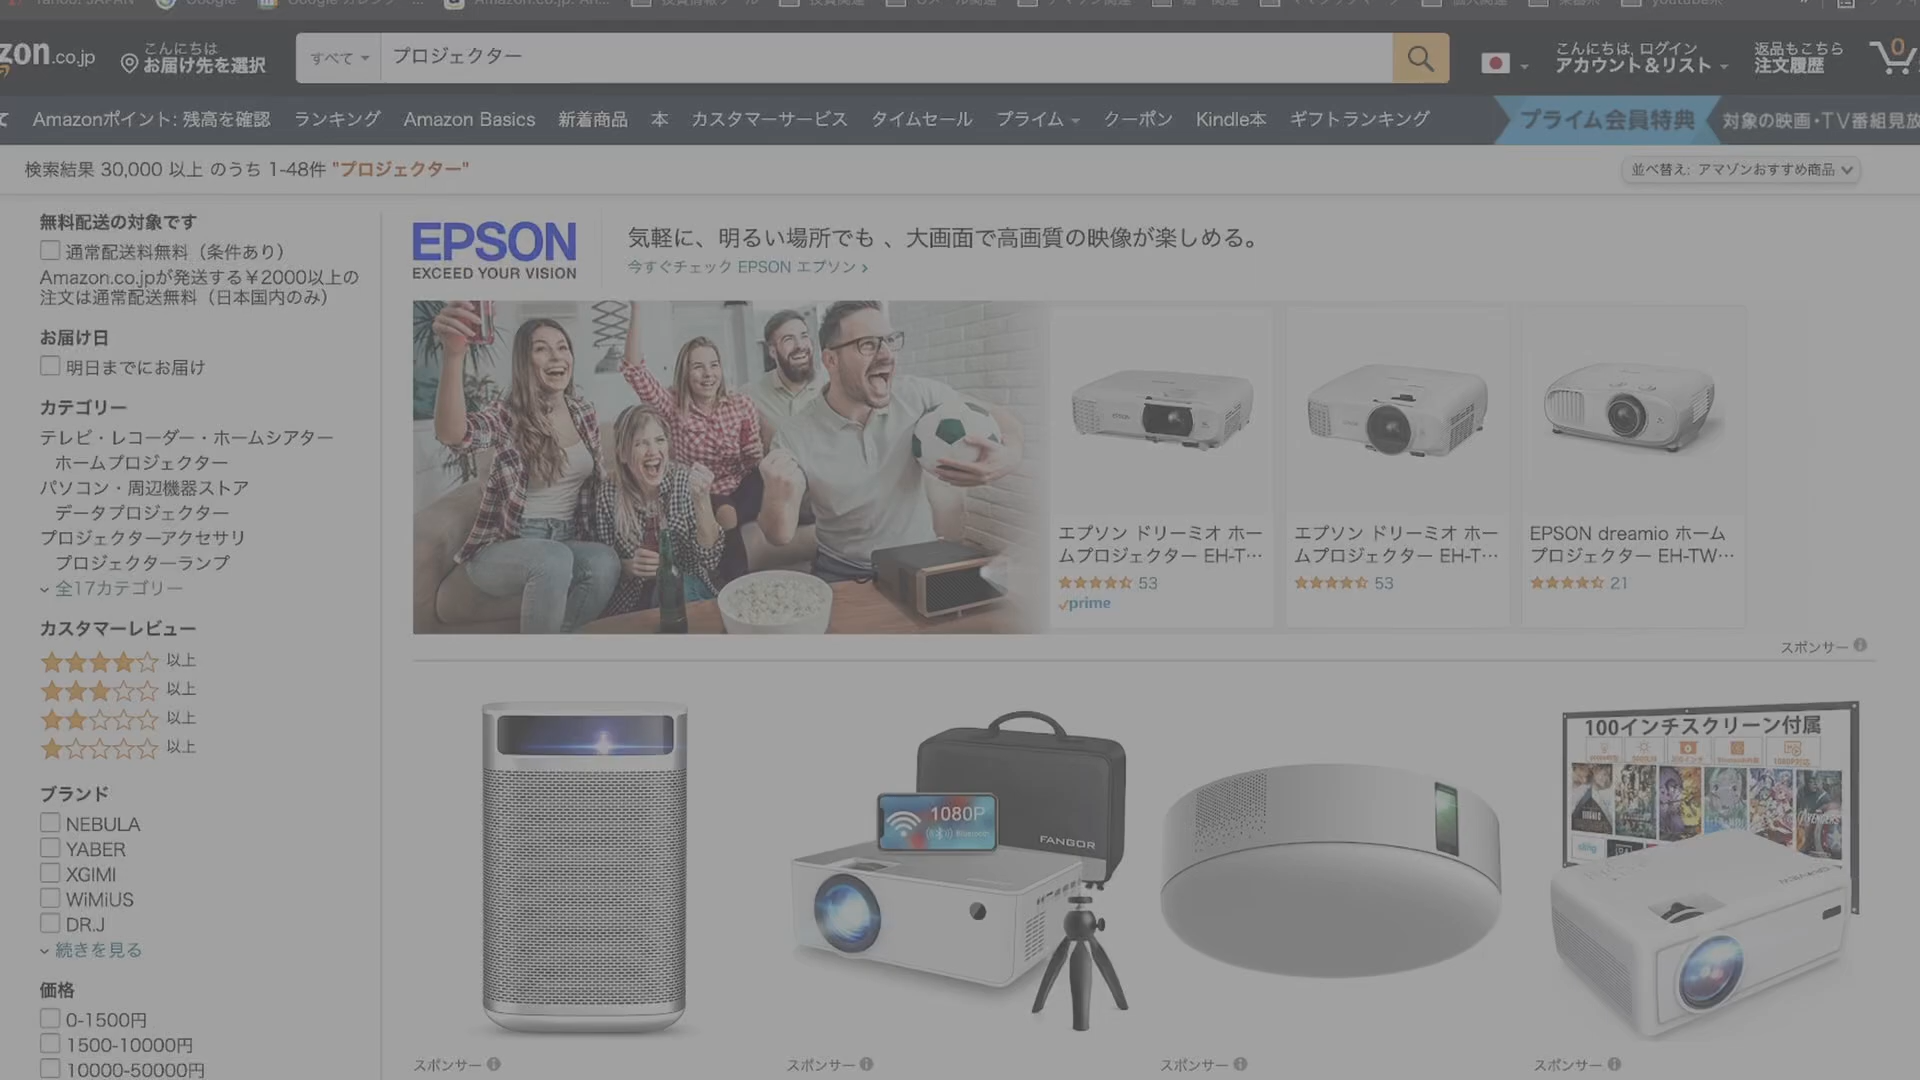 Yahoo! JAPAN
Google
Google カレンダー
Amazon.co.jp: An...
zon.co.jp
こんにちは
お届け先を選択
すべて
プロジェクター
こんにちは, ログイン
アカウント&リスト
返品もこちら
注文履歴
0
Amazonポイント: 残高を確認
ランキング
Amazon Basics
新着商品
本
カスタマーサービス
タイムセール
プライム
クーポン
Kindle本
ギフトランキング
プライム会員特典
対象の映画・TV番組見放
検索結果 30,000 以上 のうち 1-48件 "プロジェクター"
並べ替え: アマゾンおすすめ商品
無料配送の対象です
通常配送料無料（条件あり）
Amazon.co.jpが発送する¥2000以上の
注文は通常配送無料（日本国内のみ）
お届け日
明日までにお届け
カテゴリー
テレビ・レコーダー・ホームシアター
ホームプロジェクター
パソコン・周辺機器ストア
データプロジェクター
プロジェクターアクセサリ
プロジェクターランプ
全17カテゴリー
カスタマーレビュー
以上
以上
以上
以上
ブランド
NEBULA
YABER
XGIMI
WiMiUS
DR.J
続きを見る
価格
0-1500円
1500-10000円
10000-50000円
EPSON
EXCEED YOUR VISION
気軽に、明るい場所でも 、大画面で高画質の映像が楽しめる。
今すぐチェック EPSON エプソン ›
エプソン ドリーミオ ホー
ムプロジェクター EH-T…
53
prime
エプソン ドリーミオ ホー
ムプロジェクター EH-T…
53
EPSON dreamio ホーム
プロジェクター EH-TW…
21
スポンサー
1080P
Bluetooth
FANGOR
100インチスクリーン付属
スポンサー
スポンサー
スポンサー
スポンサー